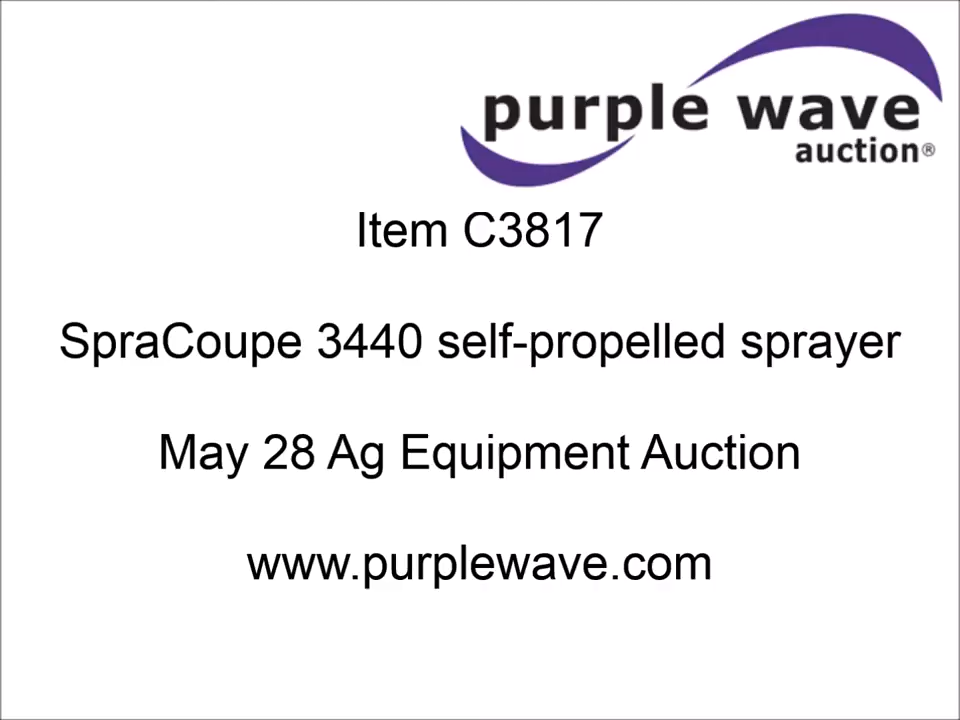 purple wave
auction®
Item C3817
SpraCoupe 3440 self-propelled sprayer
May 28 Ag Equipment Auction
www.purplewave.com